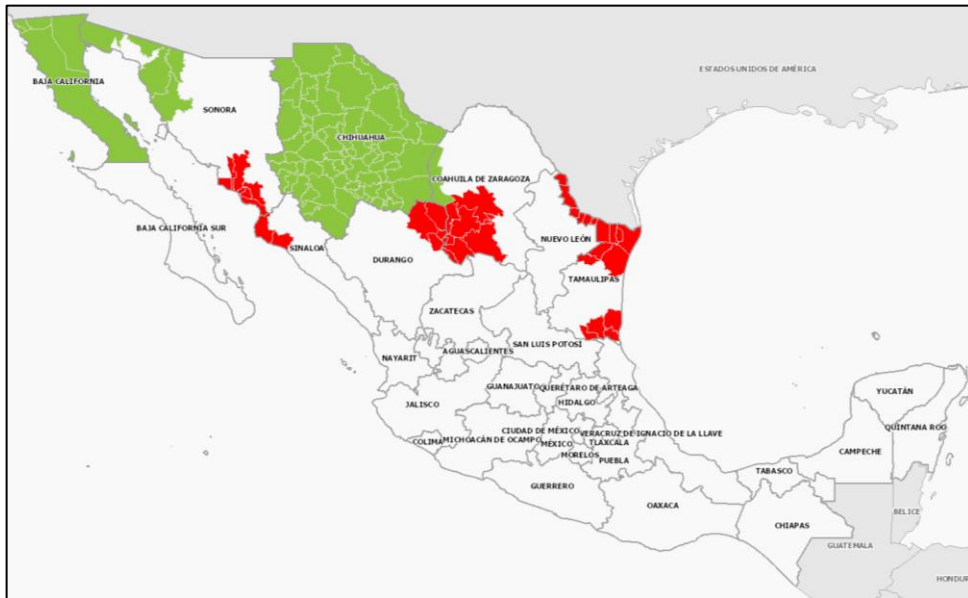 ESTADOS UNIDOS DE AMÉRICA
BAJA CALIFORNIA
SONORA
CHIHUAHUA
COAHUILA DE ZARAGOZA
BAJA CALIFORNIA SUR
SINALOA
NUEVO LEÓN
DURANGO
TAMAULIPAS
ZACATECAS
SAN LUIS POTOSÍ
NAYARIT
AGUASCALIENTES
GUANAJUATO
QUERÉTARO DE ARTEAGA
YUCATÁN
JALISCO
HIDALGO
QUINTANA ROO
COLIMA
MICHOACÁN DE OCAMPO
CIUDAD DE MÉXICO
VERACRUZ DE IGNACIO DE LA LLAVE
MÉXICO
TLAXCALA
CAMPECHE
MORELOS
PUEBLA
TABASCO
GUERRERO
OAXACA
BELICE
CHIAPAS
GUATEMALA
HONDUR